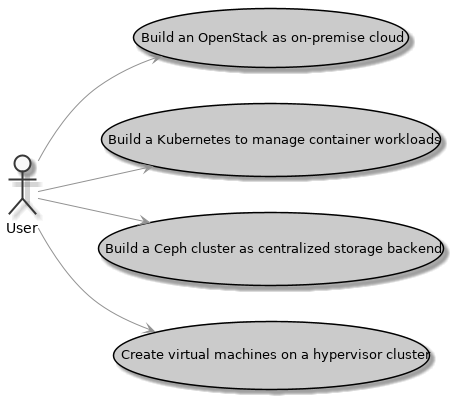 Build an OpenStack as on-premise cloud
Build a Kubernetes to manage container workloads
User
Build a Ceph cluster as centralized storage backend
Create virtual machines on a hypervisor cluster